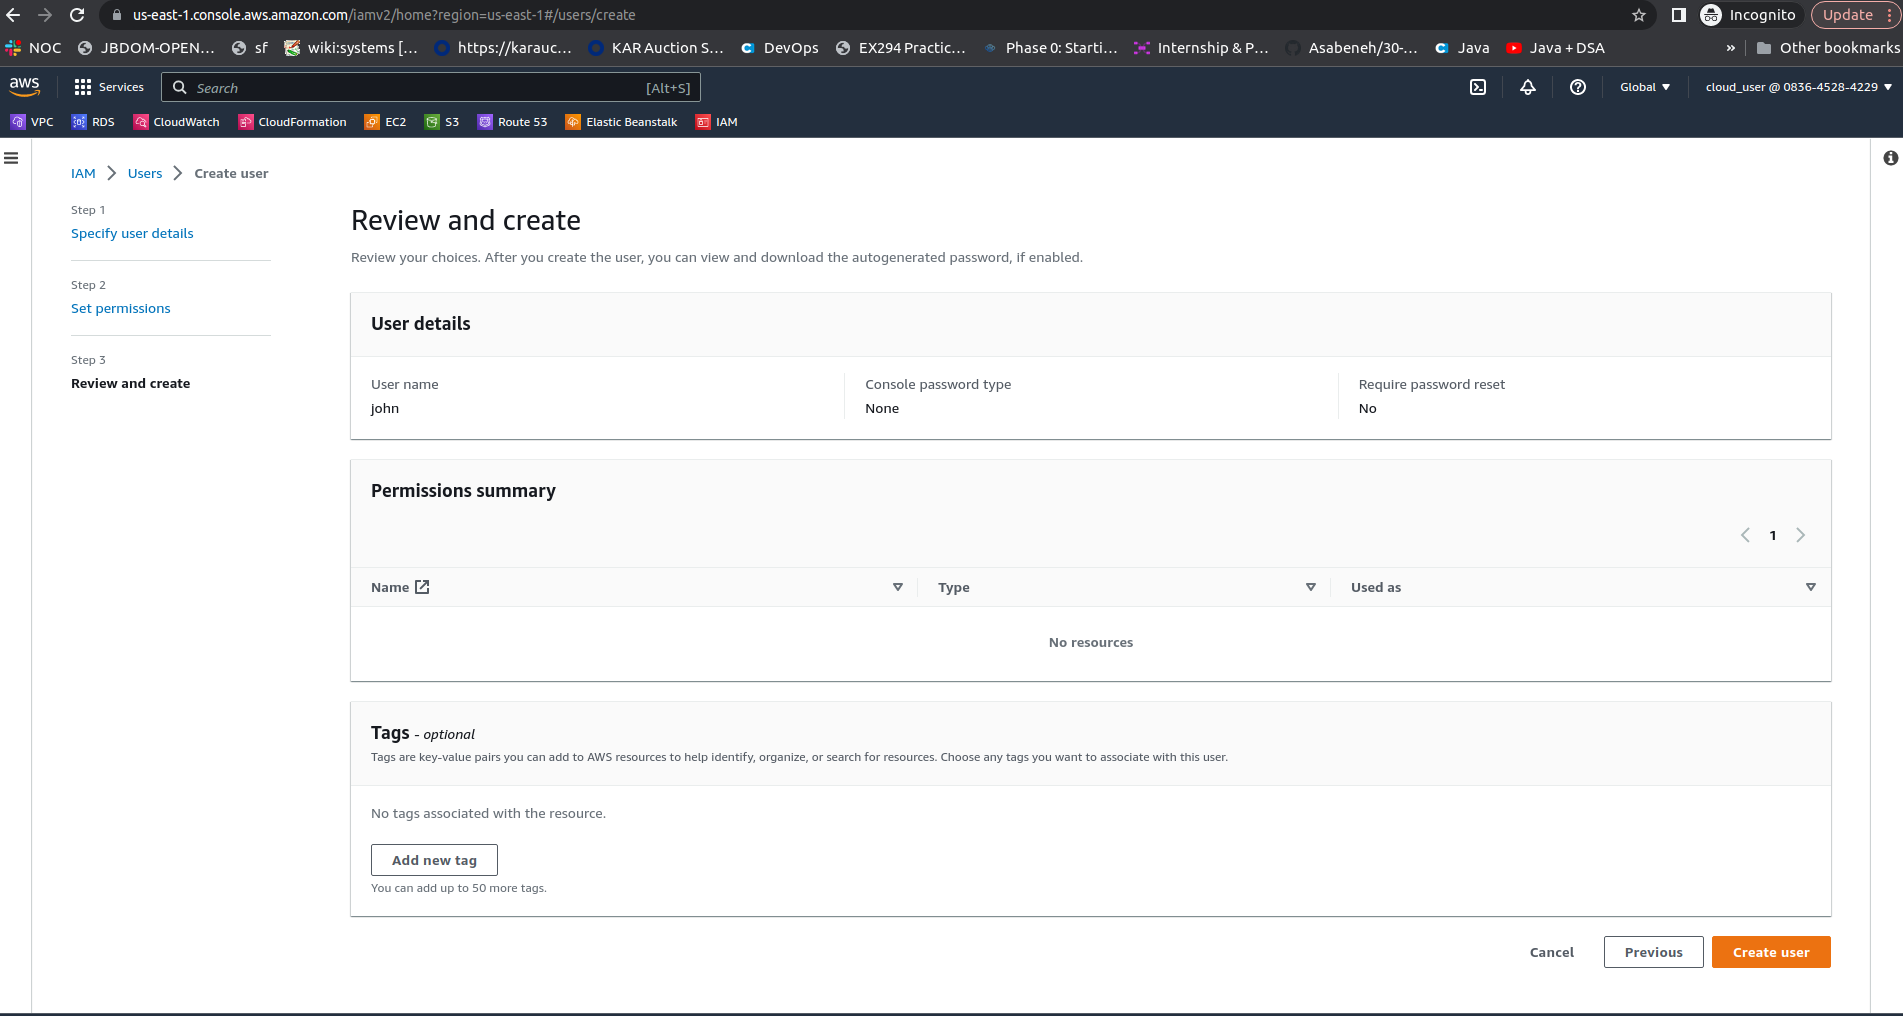 us-east-1.console.aws.amazon.com/iamv2/home?region=us-east-1#/users/create
Incognito
Update
NOC
JBDOM-OPEN...
sf
wiki:systems [...
https://karauc...
KAR Auction S...
DevOps
EX294 Practic...
Phase 0: Starti...
Internship & P...
Asabeneh/30-...
Java
Java + DSA
»
Other bookmarks
aws
Services
Search
[Alt+S]
Global
cloud_user @ 0836-4528-4229
VPC
RDS
CloudWatch
CloudFormation
EC2
S3
Route 53
Elastic Beanstalk
IAM
IAM
Users
Create user
Step 1
Specify user details
Step 2
Set permissions
Step 3
Review and create
Review and create
Review your choices. After you create the user, you can view and download the autogenerated password, if enabled.
User details
User name
john
Console password type
None
Require password reset
No
Permissions summary
1
Name
Type
Used as
No resources
Tags - optional
Tags are key-value pairs you can add to AWS resources to help identify, organize, or search for resources. Choose any tags you want to associate with this user.
No tags associated with the resource.
Add new tag
You can add up to 50 more tags.
Cancel
Previous
Create user